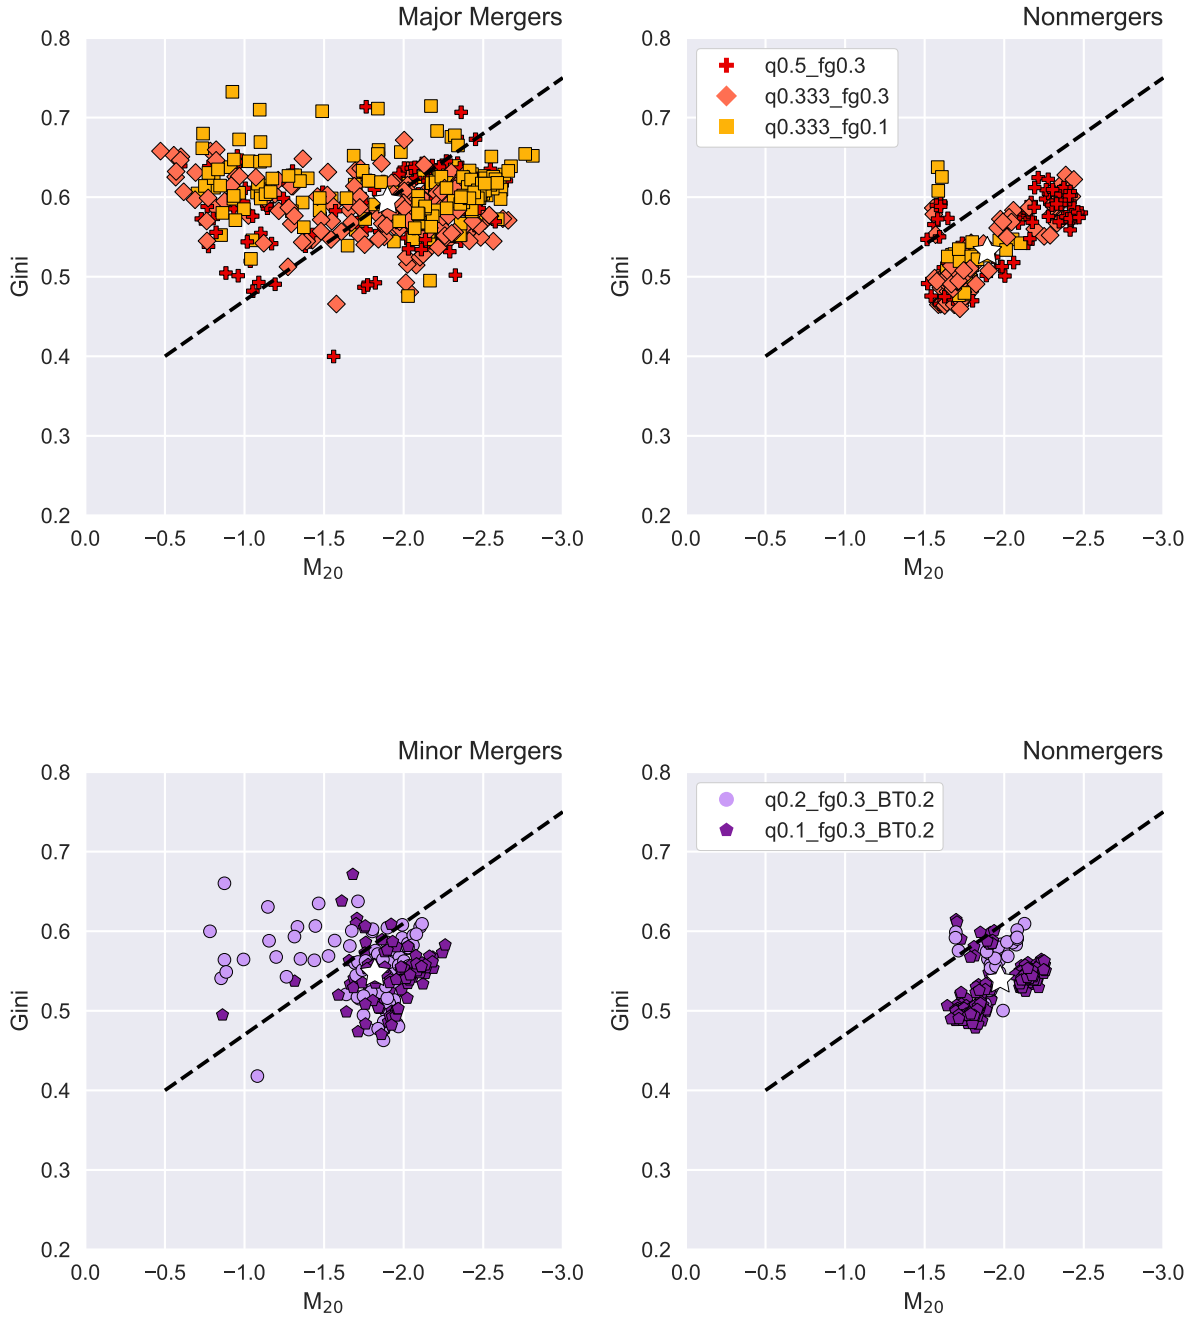 Major Mergers
0.8
0.7
0.6
0.5
0.4
0.3
0.2
Gini
0.0 −0.5 −1.0 −1.5 −2.0 −2.5 −3.0
M20
Nonmergers
q0.5_fg0.3
q0.333_fg0.3
q0.333_fg0.1
0.8
0.7
0.6
0.5
0.4
0.3
0.2
Gini
0.0 −0.5 −1.0 −1.5 −2.0 −2.5 −3.0
M20
Minor Mergers
0.8
0.7
0.6
0.5
0.4
0.3
0.2
Gini
0.0 −0.5 −1.0 −1.5 −2.0 −2.5 −3.0
M20
Nonmergers
q0.2_fg0.3_BT0.2
q0.1_fg0.3_BT0.2
0.8
0.7
0.6
0.5
0.4
0.3
0.2
Gini
0.0 −0.5 −1.0 −1.5 −2.0 −2.5 −3.0
M20